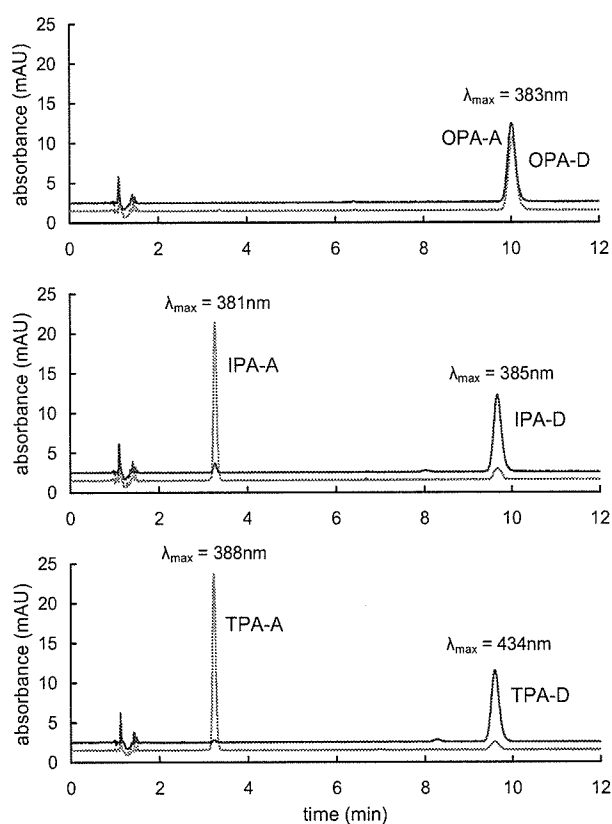 25
20
15
10
5
0
absorbance (mAU)
λmax = 383nm
OPA-A
OPA-D
0 2 4 6 8 10 12
25
20
15
10
5
0
absorbance (mAU)
λmax = 381nm
IPA-A
λmax = 385nm
IPA-D
0 2 4 6 8 10 12
25
20
15
10
5
0
absorbance (mAU)
λmax = 388nm
TPA-A
λmax = 434nm
TPA-D
0 2 4 6 8 10 12
time (min)